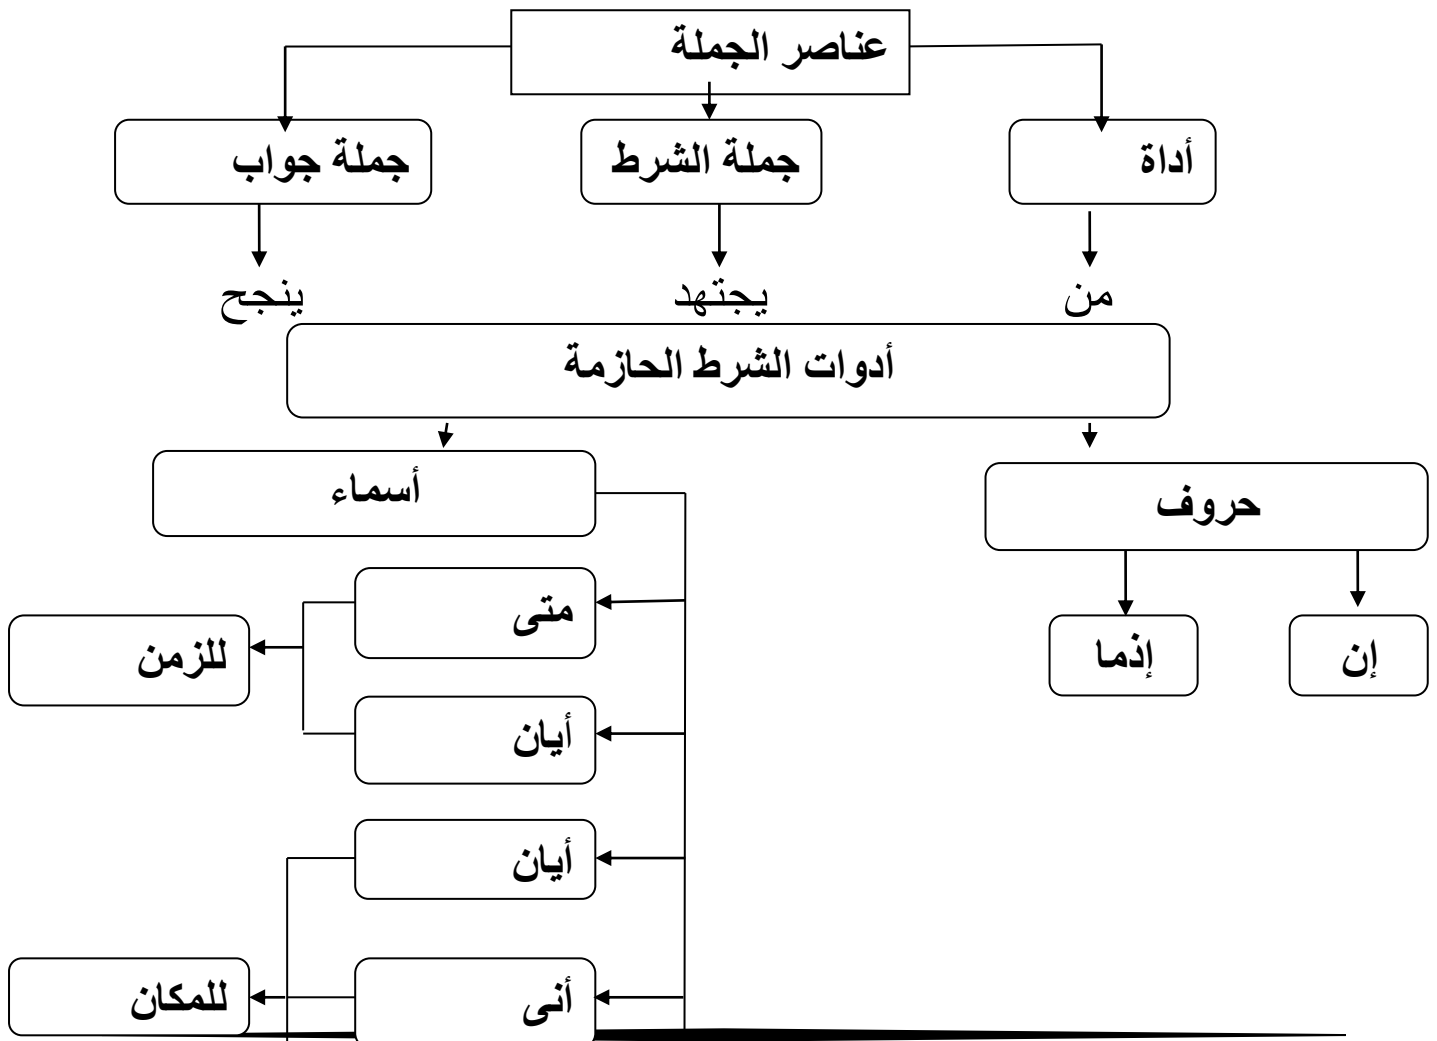 عناصر الجملة
أداة
جملة الشرط
جملة جواب
من
يجتهد
ينجح
أدوات الشرط الحازمة
حروف
أسماء
إن
إذما
متى
أيان
للزمن
أيان
أنى
للمكان